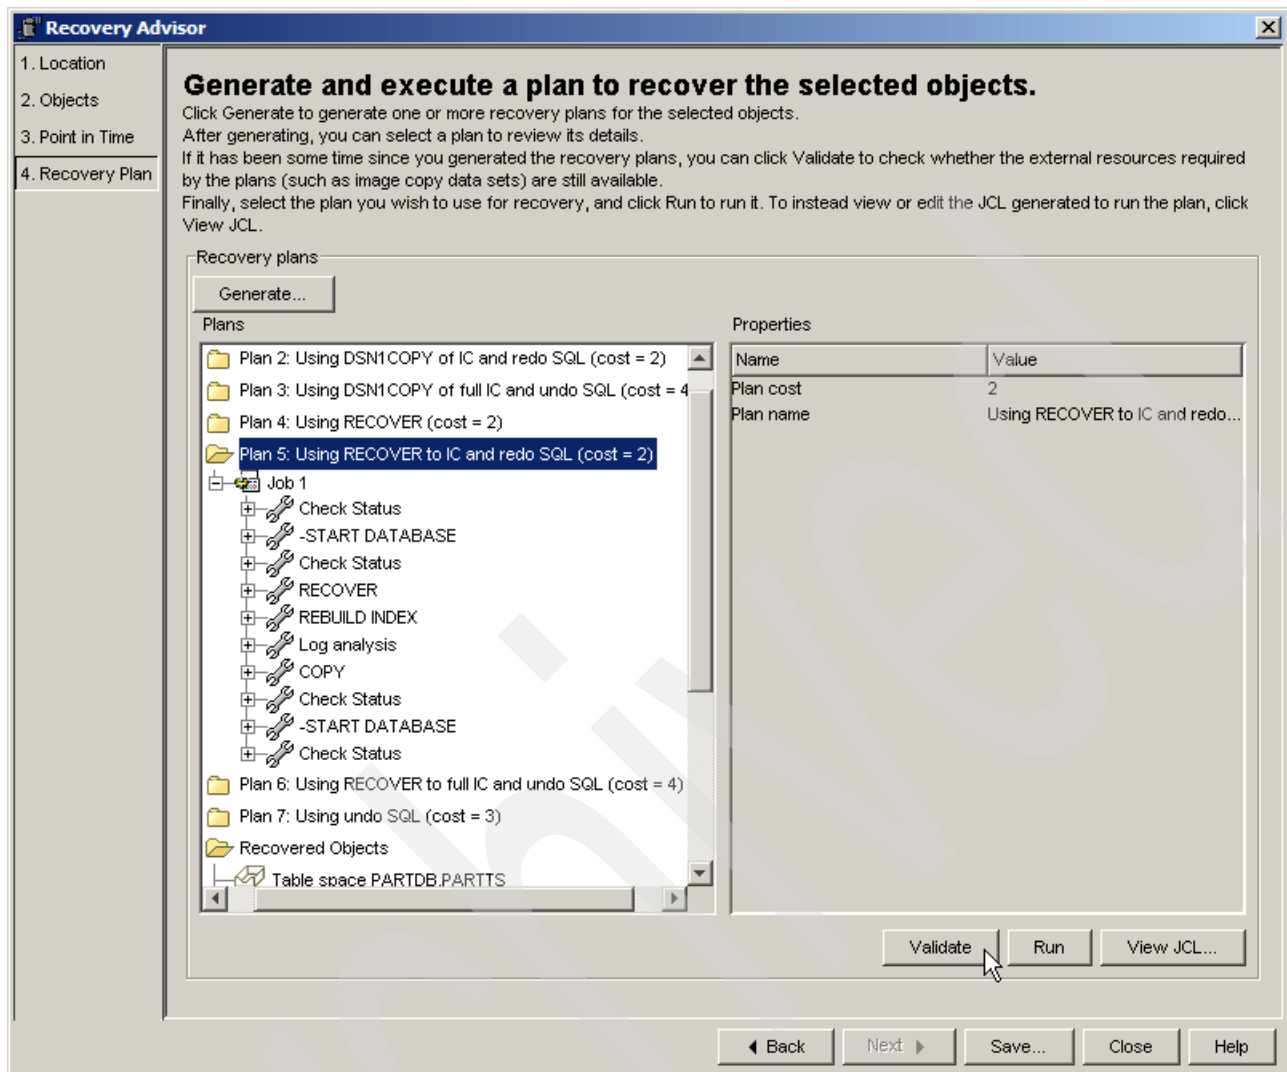 Recovery Advisor
1. Location
2. Objects
3. Point in Time
4. Recovery Plan
Generate and execute a plan to recover the selected objects.
Click Generate to generate one or more recovery plans for the selected objects.
After generating, you can select a plan to review its details.
If it has been some time since you generated the recovery plans, you can click Validate to check whether the external resources required
by the plans (such as image copy data sets) are still available.
Finally, select the plan you wish to use for recovery, and click Run to run it. To instead view or edit the JCL generated to run the plan, click
View JCL.
Recovery plans
Generate...
Plans
Plan 2: Using DSN1COPY of IC and redo SQL (cost = 2)
Plan 3: Using DSN1COPY of full IC and undo SQL (cost = 4
Plan 4: Using RECOVER (cost = 2)
Plan 5: Using RECOVER to IC and redo SQL (cost = 2)
Job 1
Check Status
-START DATABASE
Check Status
RECOVER
REBUILD INDEX
Log analysis
COPY
Check Status
-START DATABASE
Check Status
Plan 6: Using RECOVER to full IC and undo SQL (cost = 4)
Plan 7: Using undo SQL (cost = 3)
Recovered Objects
Table space PARTDB.PARTTS
Properties
Name Value
Plan cost 2
Plan name Using RECOVER to IC and redo...
Validate Run View JCL...
Back Next Save... Close Help